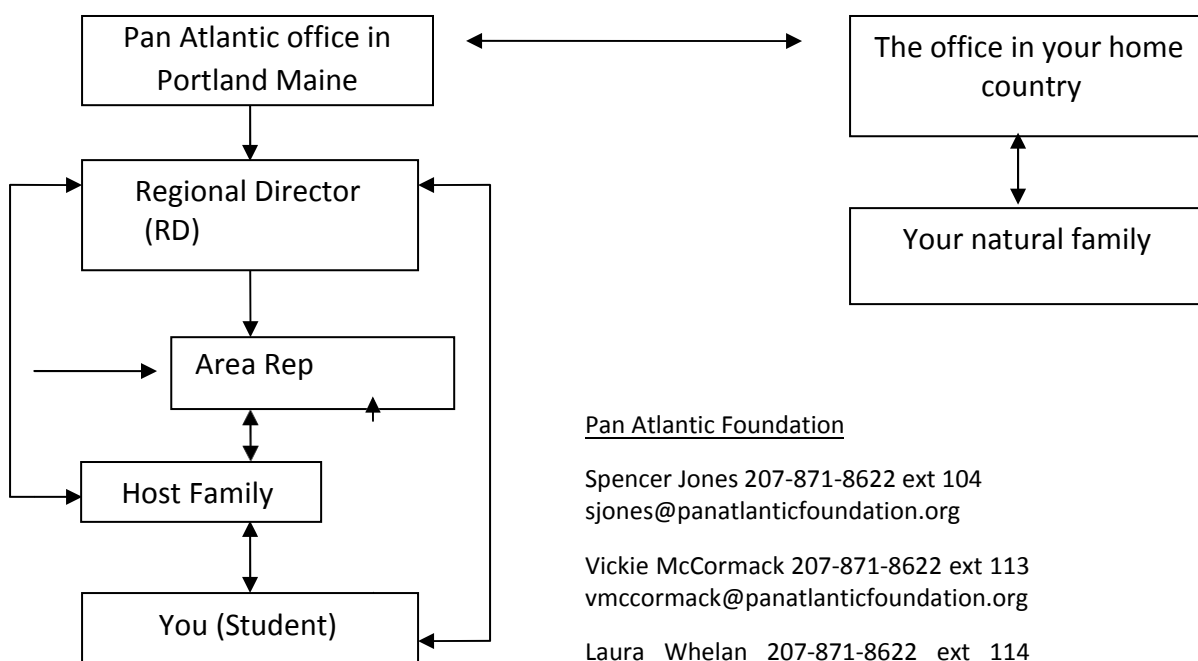 Pan Atlantic office in
Portland Maine
The office in your home
country
Regional Director
(RD)
Your natural family
Area Rep
Host Family
You (Student)
Pan Atlantic Foundation
Spencer Jones 207-871-8622 ext 104
sjones@panatlanticfoundation.org
Vickie McCormack 207-871-8622 ext 113
vmccormack@panatlanticfoundation.org
Laura Whelan 207-871-8622 ext 114